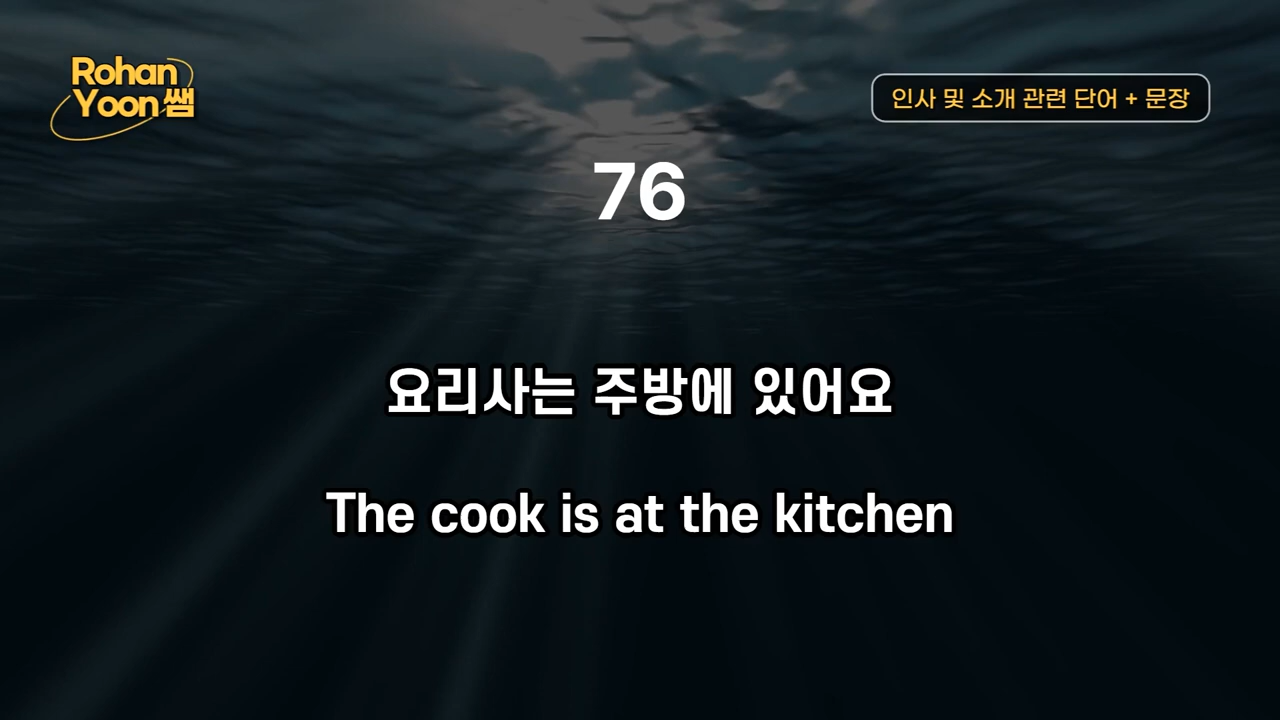 Rohan
Yoon쌤
인사 및 소개 관련 단어 + 문장
76
요리사는 주방에 있어요
The cook is at the kitchen